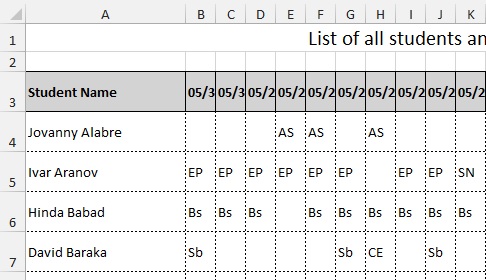 A B C D E F G H I J K
1 List of all students an
2
3 Student Name 05/3 05/3 05/2 05/2 05/2 05/2 05/2 05/2 05/2 05/2
4 Jovanny Alabre AS AS AS
5 Ivar Aranov EP EP EP EP EP EP EP EP SN
6 Hinda Babad Bs Bs Bs Bs Bs Bs Bs Bs Bs
7 David Baraka Sb Sb CE Sb